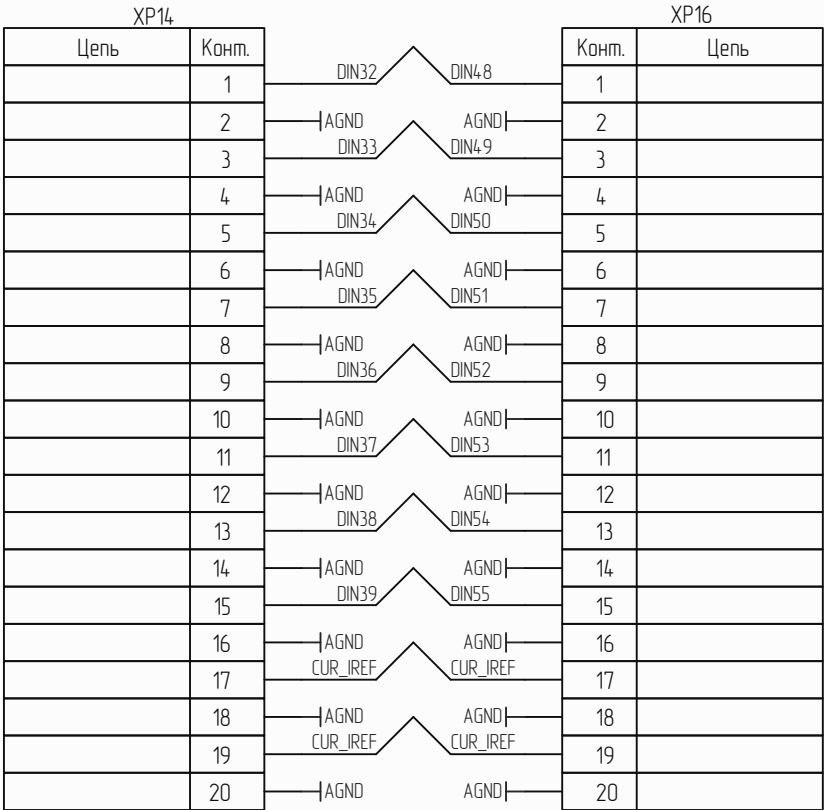 XP14 XP16
Цепь Конт. Конт. Цепь
1 DIN32 DIN48 1
2 AGND AGND 2
3 DIN33 DIN49 3
4 AGND AGND 4
5 DIN34 DIN50 5
6 AGND AGND 6
7 DIN35 DIN51 7
8 AGND AGND 8
9 DIN36 DIN52 9
10 AGND AGND 10
11 DIN37 DIN53 11
12 AGND AGND 12
13 DIN38 DIN54 13
14 AGND AGND 14
15 DIN39 DIN55 15
16 AGND AGND 16
17 CUR_IREF CUR_IREF 17
18 AGND AGND 18
19 CUR_IREF CUR_IREF 19
20 AGND AGND 20